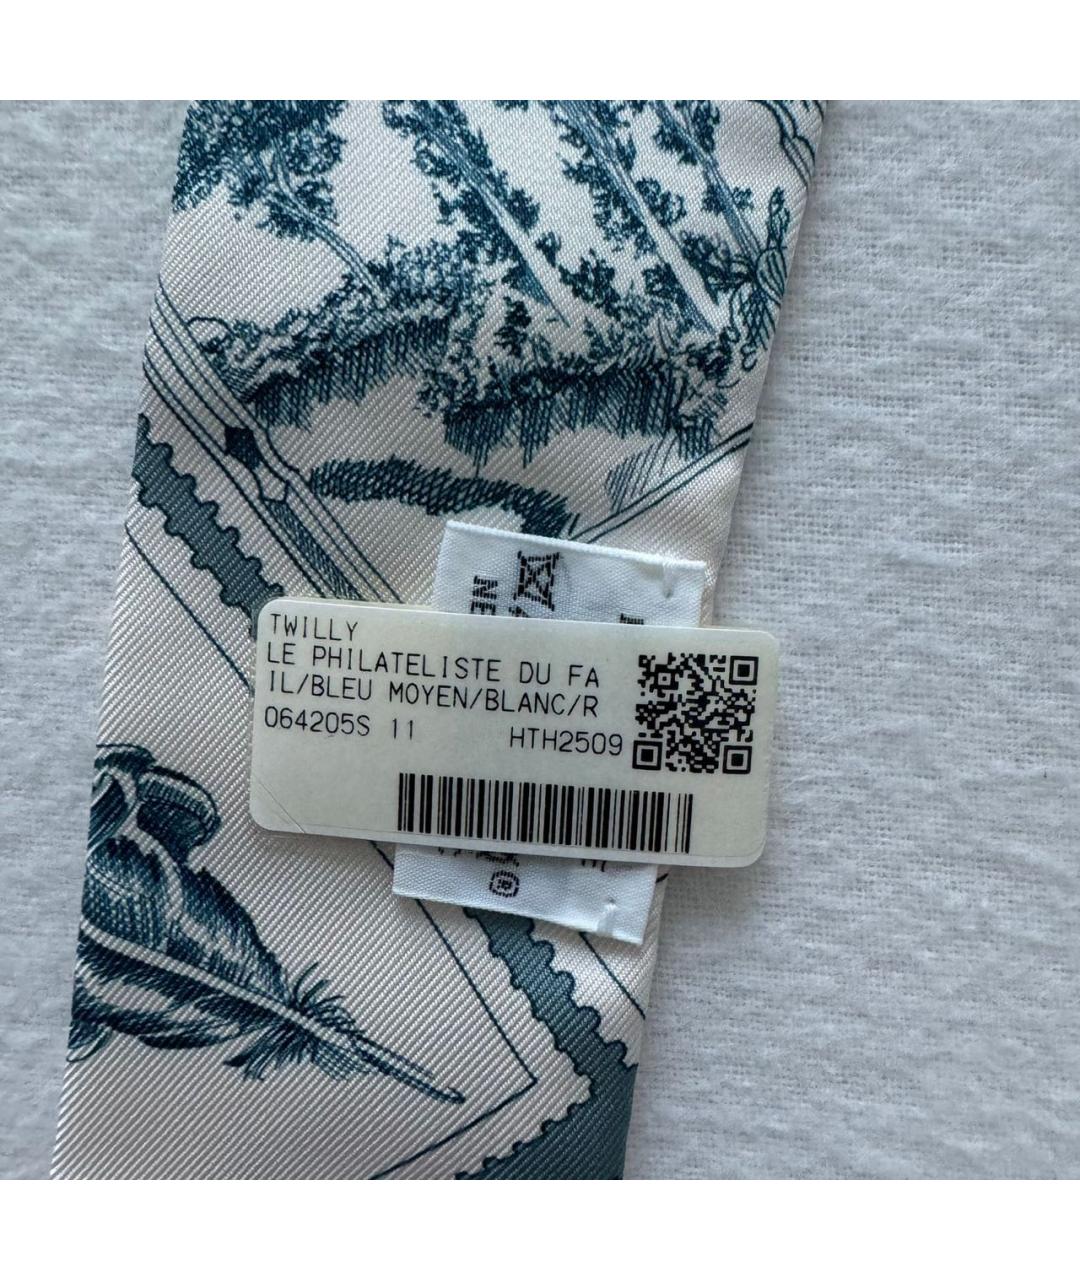 TWILLY
LE PHILATELISTE DU FA
IL/BLEU MOYEN/BLANC/R
064205S 11 HTH2509